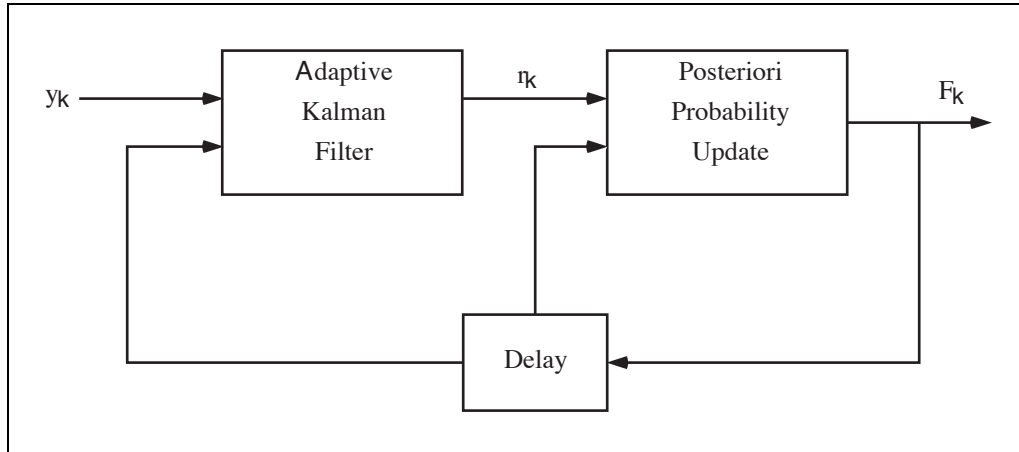 Adaptive
Kalman
Filter
Posteriori
Probability
Update
yk
rk
Fk
Delay